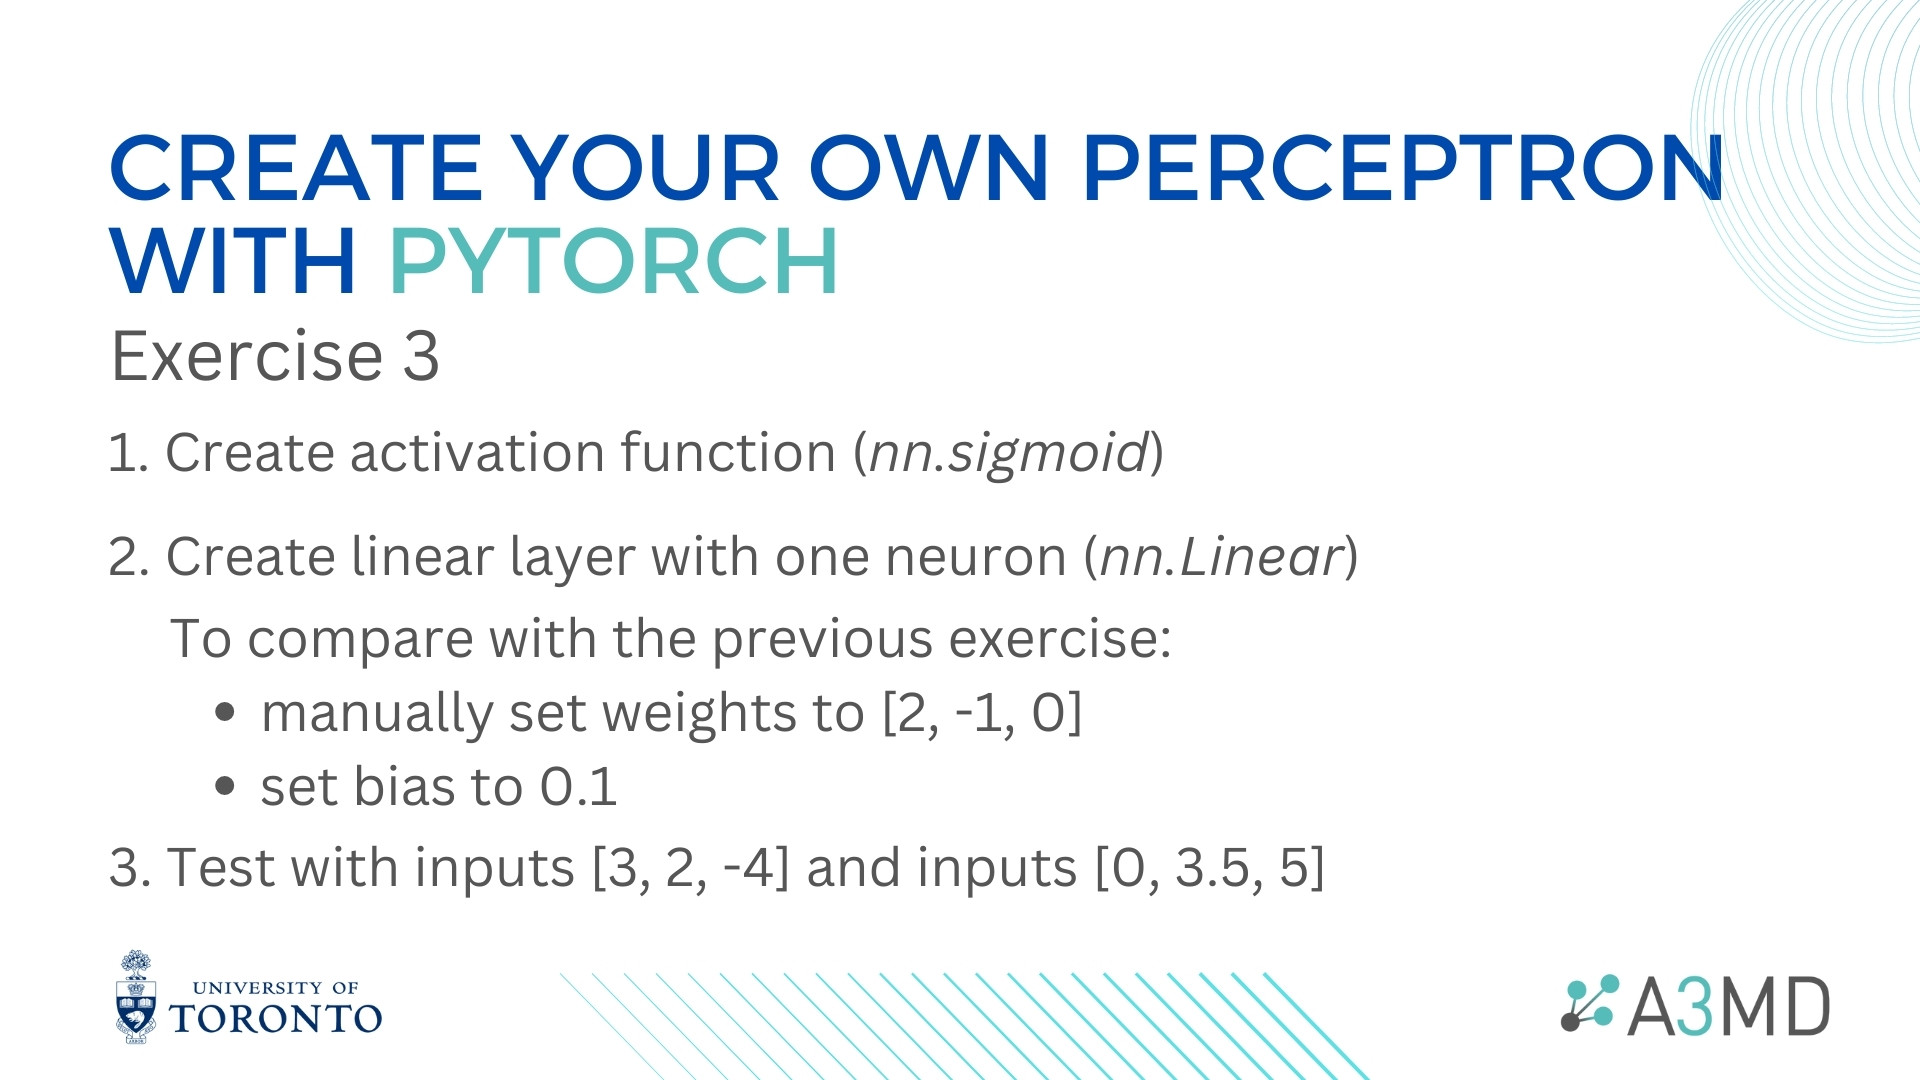 CREATE YOUR OWN PERCEPTRON
WITH PYTORCH
Exercise 3
1. Create activation function (nn.sigmoid)
2. Create linear layer with one neuron (nn.Linear)
To compare with the previous exercise:
• manually set weights to [2, -1, 0]
• set bias to 0.1
3. Test with inputs [3, 2, -4] and inputs [0, 3.5, 5]
UNIVERSITY OF
TORONTO
A3MD